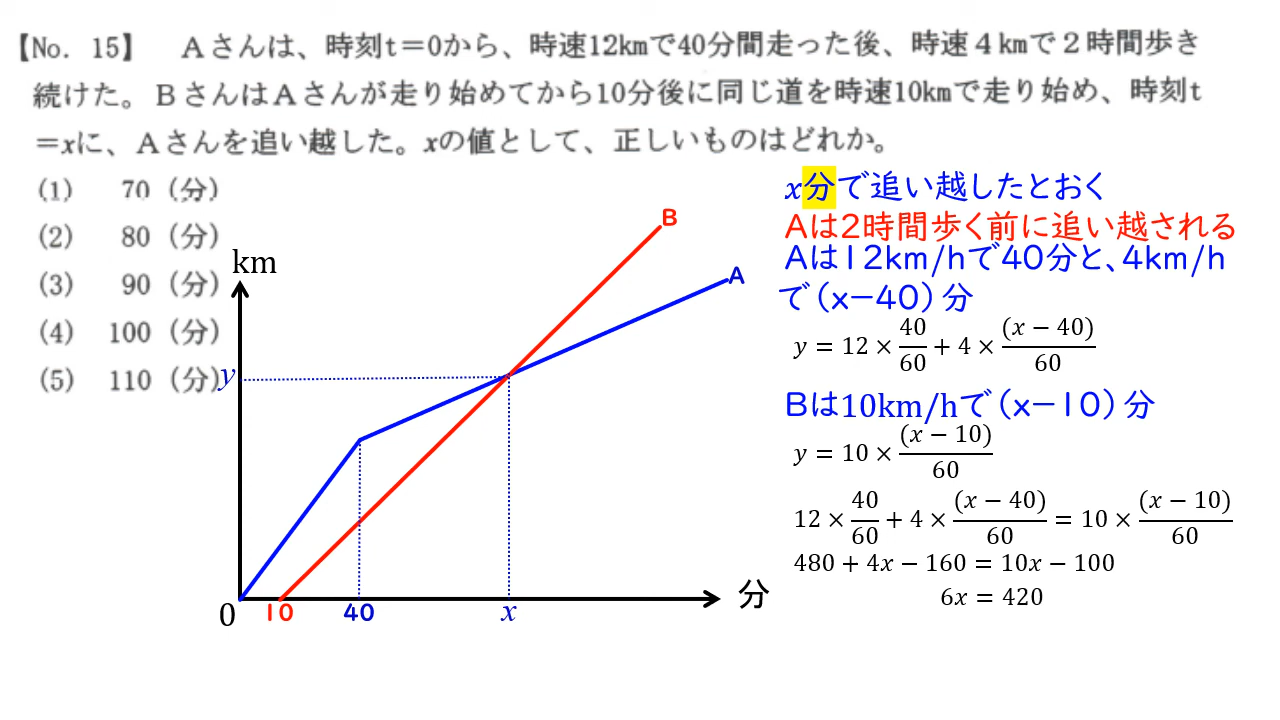 【No. 15】 Aさんは、時刻t=0から、時速12kmで40分間走った後、時速４kmで２時間歩き
続けた。BさんはAさんが走り始めてから10分後に同じ道を時速10kmで走り始め、時刻t
=xに、Aさんを追い越した。xの値として、正しいものはどれか。
(1) 70 (分)
(2) 80 (分)
(3) 90 (分)
(4) 100 (分)
(5) 110 (分)
km
y
B
A
0
10
40
x
分
x分で追い越したとおく
Aは2時間歩く前に追い越される
Aは12km/hで40分と、4km/h
で(x-40)分
y = 12 × 40/60 + 4 × (x − 40)/60
Bは10km/hで(x-10)分
y = 10 × (x − 10)/60
12 × 40/60 + 4 × (x − 40)/60 = 10 × (x − 10)/60
480 + 4x − 160 = 10x − 100
6x = 420